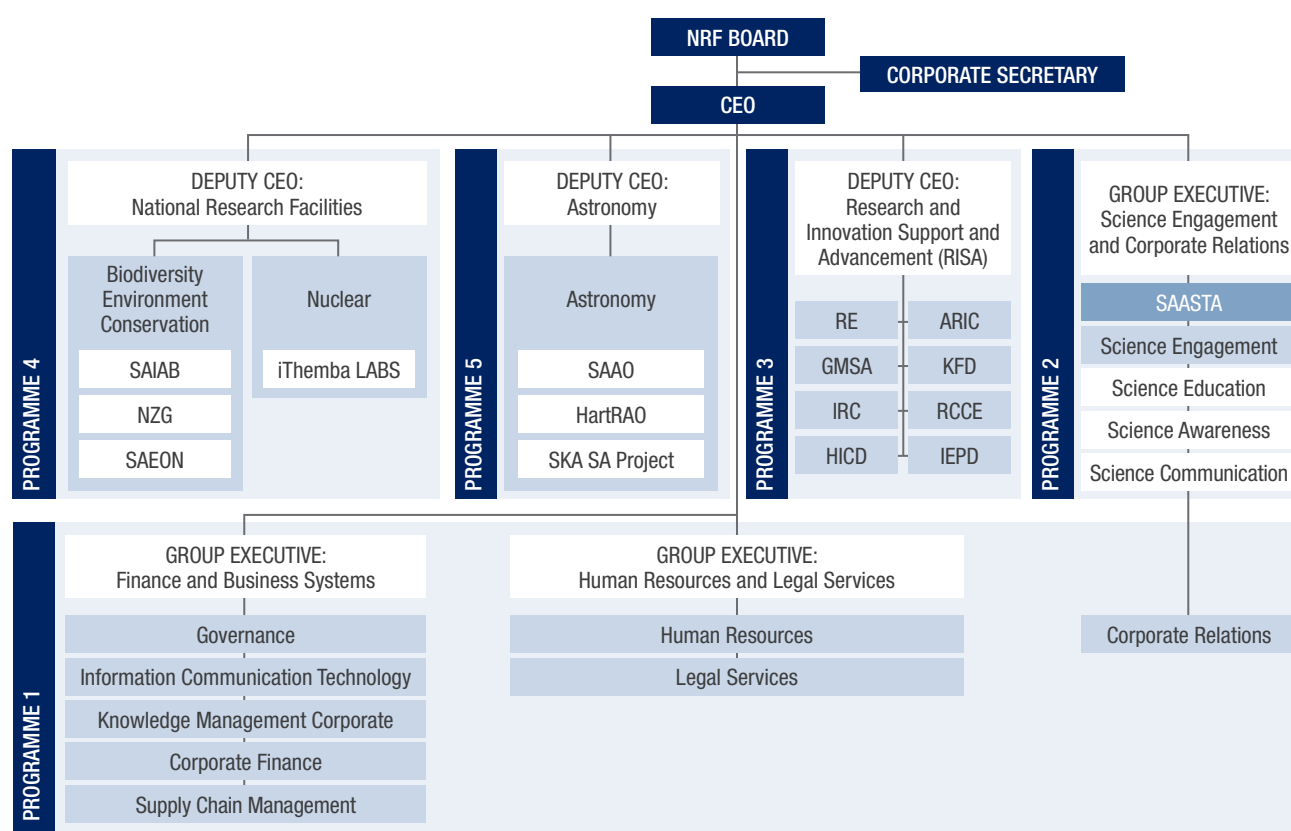 NRF BOARD
CORPORATE SECRETARY
CEO
PROGRAMME 4
DEPUTY CEO:
National Research Facilities
Biodiversity
Environment
Conservation
SAIAB
NZG
SAEON
Nuclear
iThemba LABS
PROGRAMME 5
DEPUTY CEO:
Astronomy
Astronomy
SAAO
HartRAO
SKA SA Project
PROGRAMME 3
DEPUTY CEO:
Research and
Innovation Support and
Advancement (RISA)
RE
ARIC
GMSA
KFD
IRC
RCCE
HICD
IEPD
PROGRAMME 2
GROUP EXECUTIVE:
Science Engagement
and Corporate Relations
SAASTA
Science Engagement
Science Education
Science Awareness
Science Communication
PROGRAMME 1
GROUP EXECUTIVE:
Finance and Business Systems
Governance
Information Communication Technology
Knowledge Management Corporate
Corporate Finance
Supply Chain Management
GROUP EXECUTIVE:
Human Resources and Legal Services
Human Resources
Legal Services
Corporate Relations